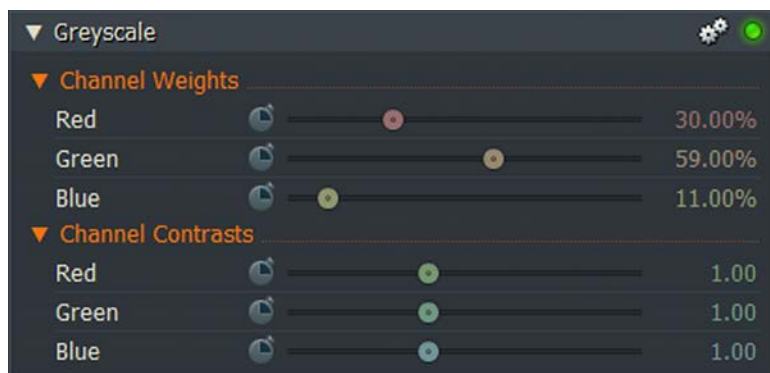 Greyscale
Channel Weights
Red 30.00%
Green 59.00%
Blue 11.00%
Channel Contrasts
Red 1.00
Green 1.00
Blue 1.00